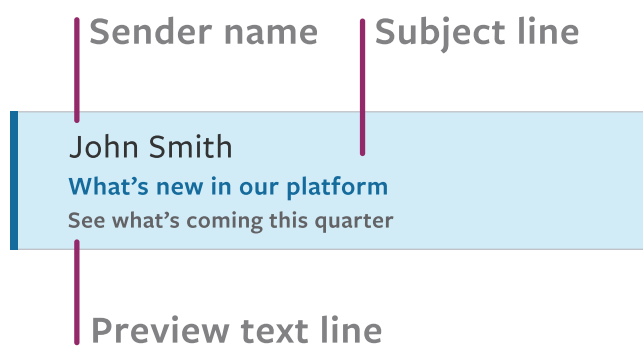 Sender name
Subject line
John Smith
What's new in our platform
See what's coming this quarter
Preview text line